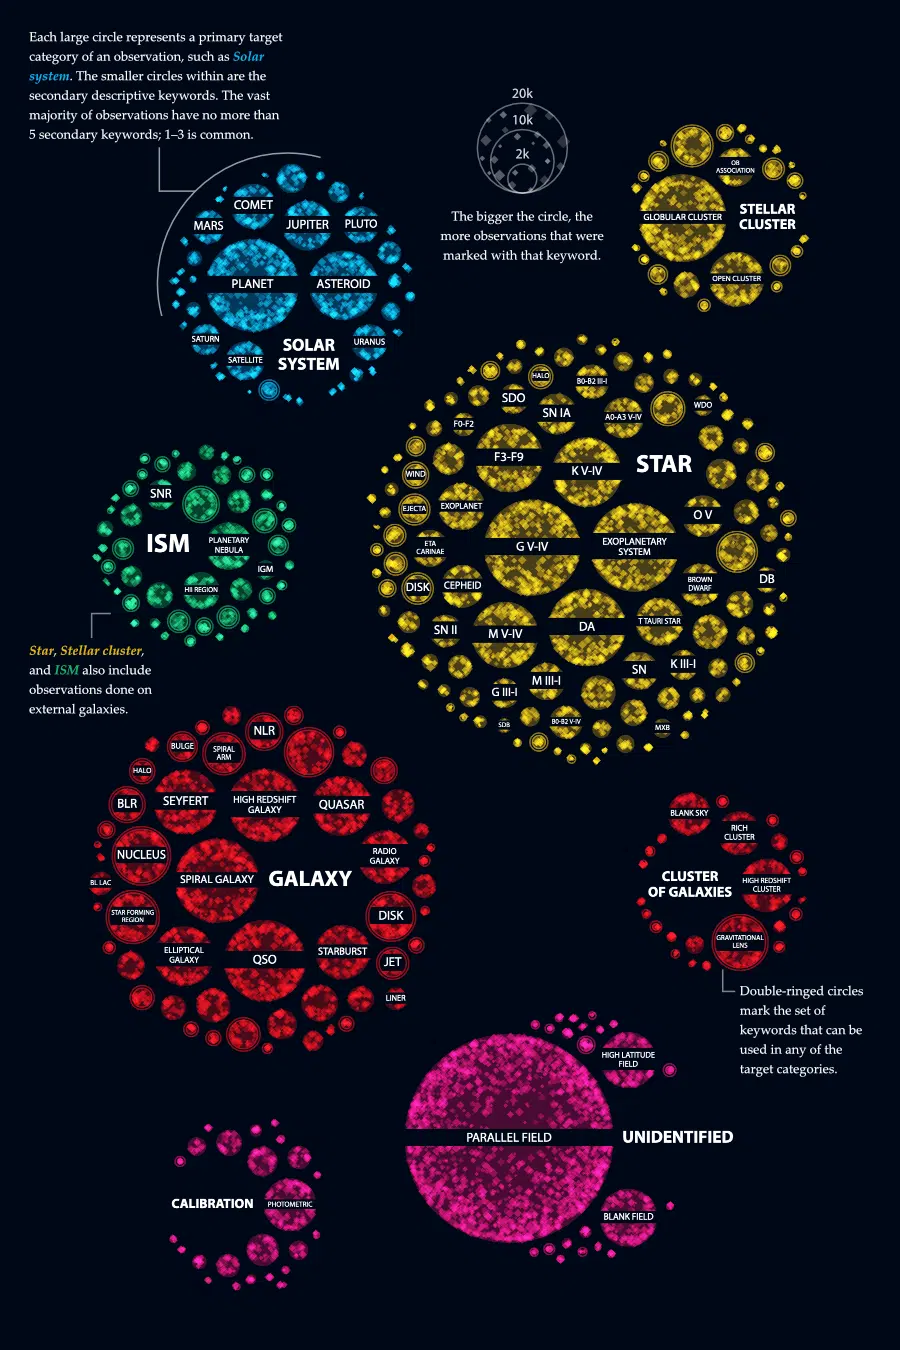 Each large circle represents a primary target
category of an observation, such as Solar
system. The smaller circles within are the
secondary descriptive keywords. The vast
majority of observations have no more than
5 secondary keywords; 1–3 is common.
20k
10k
2k
The bigger the circle, the
more observations that were
marked with that keyword.
OB
ASSOCIATION
GLOBULAR CLUSTER
STELLAR
CLUSTER
OPEN CLUSTER
COMET
MARS
JUPITER
PLUTO
PLANET
ASTEROID
SATURN
SOLAR
SYSTEM
URANUS
SATELLITE
HALO
B0-B2 III-I
SDO
SN IA
A0-A3 V-IV
WDO
F0-F2
F3-F9
K V-IV
STAR
WIND
EJECTA
EXOPLANET
O V
G V-IV
EXOPLANETARY
SYSTEM
ETA
CARINAE
DISK
CEPHEID
BROWN
DWARF
DB
SN II
M V-IV
DA
T TAURI STAR
SN
K III-I
M III-I
G III-I
SDB
B0-B2 V-IV
MXB
SNR
ISM
PLANETARY
NEBULA
IGM
HII REGION
Star, Stellar cluster,
and ISM also include
observations done on
external galaxies.
NLR
BULGE
SPIRAL
ARM
HALO
BLR
SEYFERT
HIGH REDSHIFT
GALAXY
QUASAR
NUCLEUS
RADIO
GALAXY
BL LAC
SPIRAL GALAXY
GALAXY
STAR FORMING
REGION
DISK
ELLIPTICAL
GALAXY
QSO
STARBURST
JET
LINER
BLANK SKY
RICH
CLUSTER
CLUSTER
OF GALAXIES
HIGH REDSHIFT
CLUSTER
GRAVITATIONAL
LENS
Double-ringed circles
mark the set of
keywords that can be
used in any of the
target categories.
HIGH LATITUDE
FIELD
PARALLEL FIELD
UNIDENTIFIED
BLANK FIELD
CALIBRATION
PHOTOMETRIC